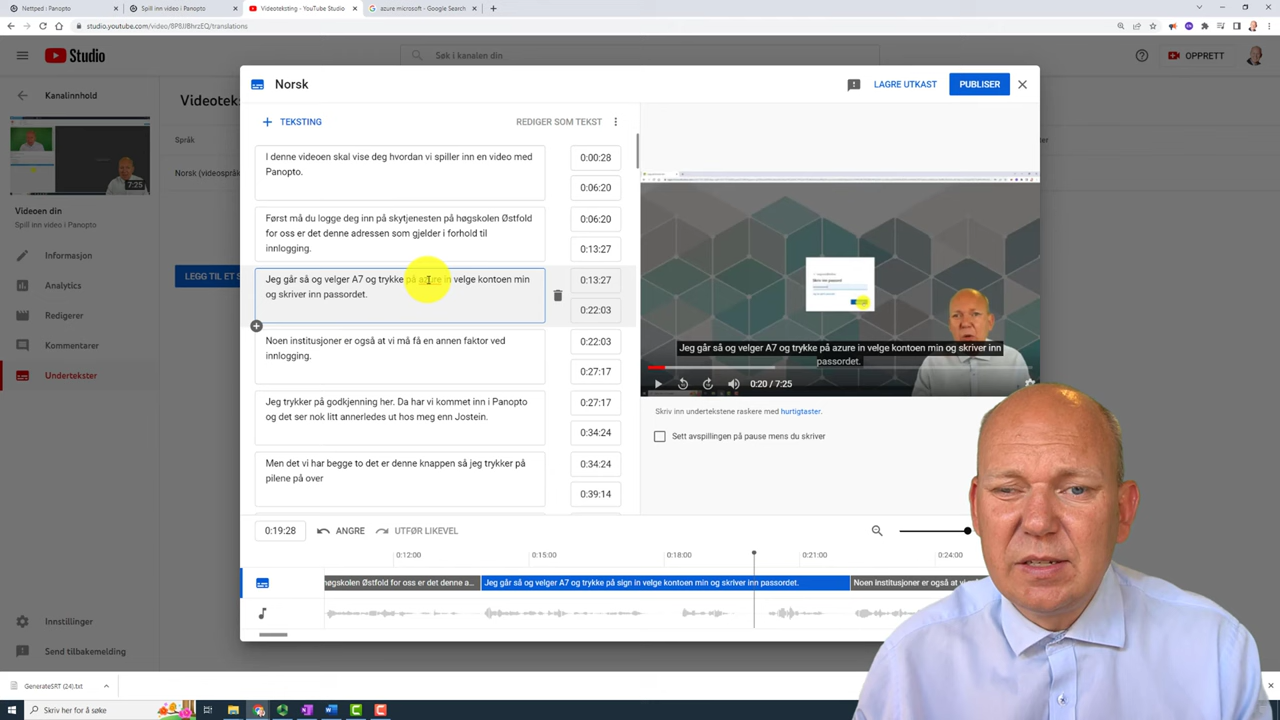 Nettped : Panopto
Spill inn video i Panopto
Videoteksting - YouTube Studio
azure microsoft - Google Search
studio.youtube.com/video/8P8JJ8hrzEQ/translations
Studio
Søk i kanalen din
OPPRETT
Kanalinnhold
Videotek
Språk
Norsk (videospråk
LEGG TIL ET S
7:25
Videoen din
Spill inn video i Panopto
Informasjon
Analytics
Redigerer
Kommentarer
Undertekster
Innstillinger
Send tilbakemelding
Norsk
LAGRE UTKAST
PUBLISER
TEKSTING
REDIGER SOM TEKST
I denne videoen skal vise deg hvordan vi spiller inn en video med
Panopto.
0:00:28
0:06:20
Først må du logge deg inn på skytjenesten på høgskolen Østfold
for oss er det denne adressen som gjelder i forhold til
innlogging.
0:06:20
0:13:27
Jeg går så og velger A7 og trykke på azure in velge kontoen min
og skriver inn passordet.
0:13:27
0:22:03
Noen institusjoner er også at vi må få en annen faktor ved
innlogging.
0:22:03
0:27:17
Jeg trykker på godkjenning her. Da har vi kommet inn i Panopto
og det ser nok litt annerledes ut hos meg enn Jostein.
0:27:17
0:34:24
Men det vi har begge to det er denne knappen så jeg trykker på
pilene på over
0:34:24
0:39:14
Jeg går så og velger A7 og trykke på azure in velge kontoen min og skriver inn
passordet.
0:20 / 7:25
Skriv inn undertekstene raskere med hurtigtaster.
Sett avspillingen på pause mens du skriver
0:19:28
ANGRE
UTFØR LIKEVEL
0:12:00
0:15:00
0:18:00
0:21:00
0:24:00
høgskolen Østfold for oss er det denne a...
Jeg går så og velger A7 og trykke på sign in velge kontoen min og skriver inn passordet.
Noen institusjoner er også at vi
GenerateSRT (24).txt
Skriv her for å søke